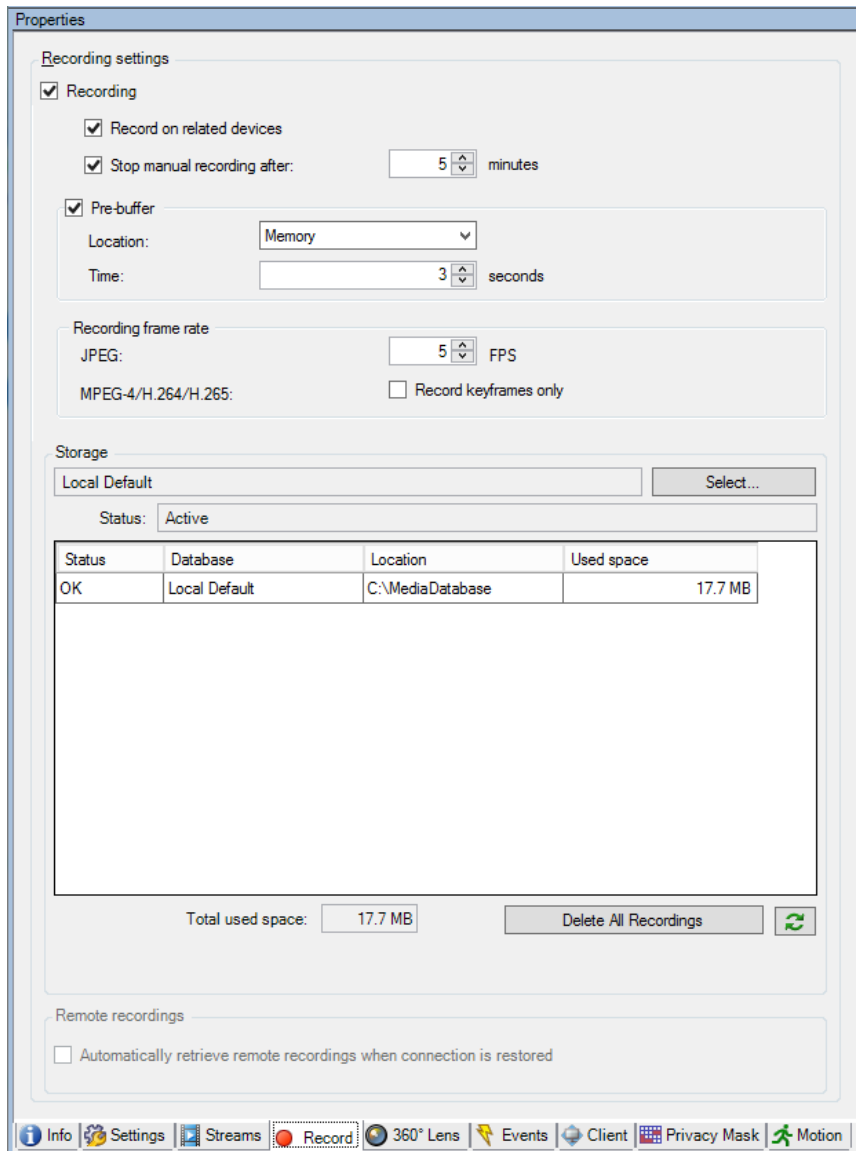 Properties
Recording settings
Recording
Record on related devices
Stop manual recording after: 5 minutes
Pre-buffer
Location: Memory
Time: 3 seconds
Recording frame rate
JPEG: 5 FPS
MPEG-4/H.264/H.265: Record keyframes only
Storage
Local Default Select...
Status: Active
Status Database Location Used space
OK Local Default C:\MediaDatabase 17.7 MB
Total used space: 17.7 MB Delete All Recordings
Remote recordings
Automatically retrieve remote recordings when connection is restored
Info Settings Streams Record 360° Lens Events Client Privacy Mask Motion